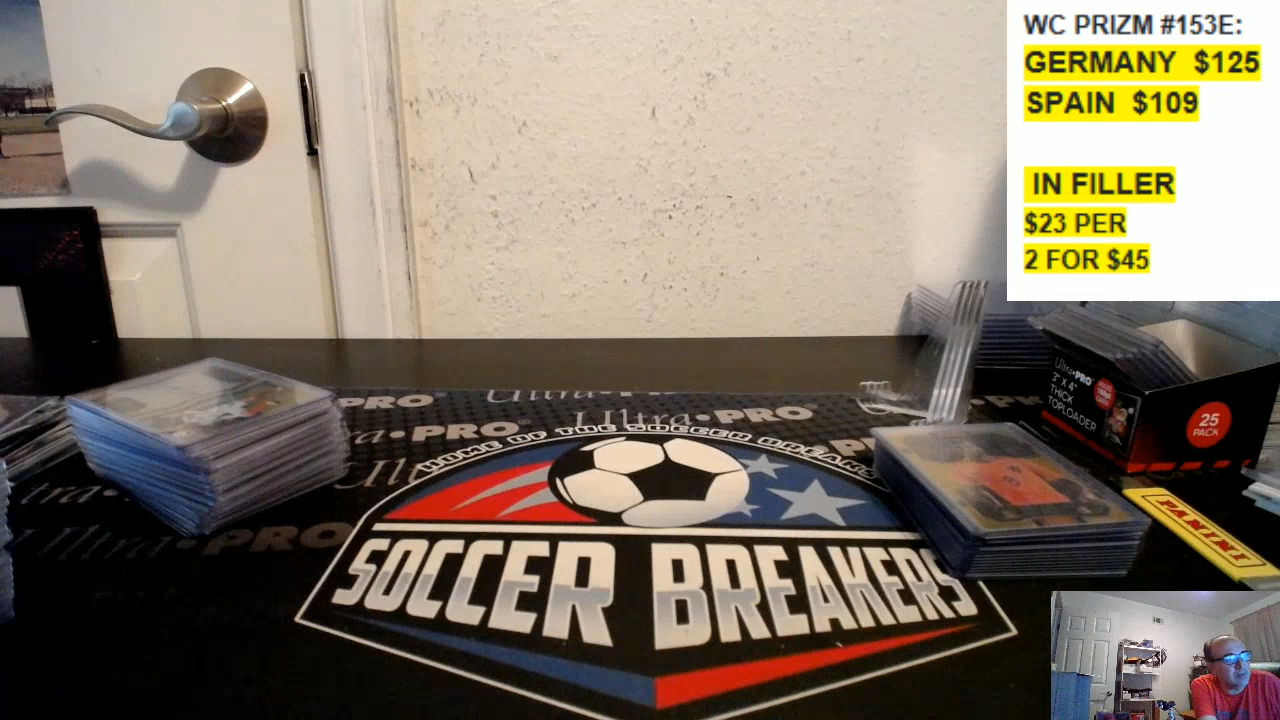 WC PRIZM #153E:
GERMANY $125
SPAIN $109
IN FILLER
$23 PER
2 FOR $45
Ultra•PRO
3" X 4"
THICK
TOPLOADER
25
PACK
PANINI
Ultra•PRO
HOME OF THE SOCCER BREAKS
SOCCER BREAKERS